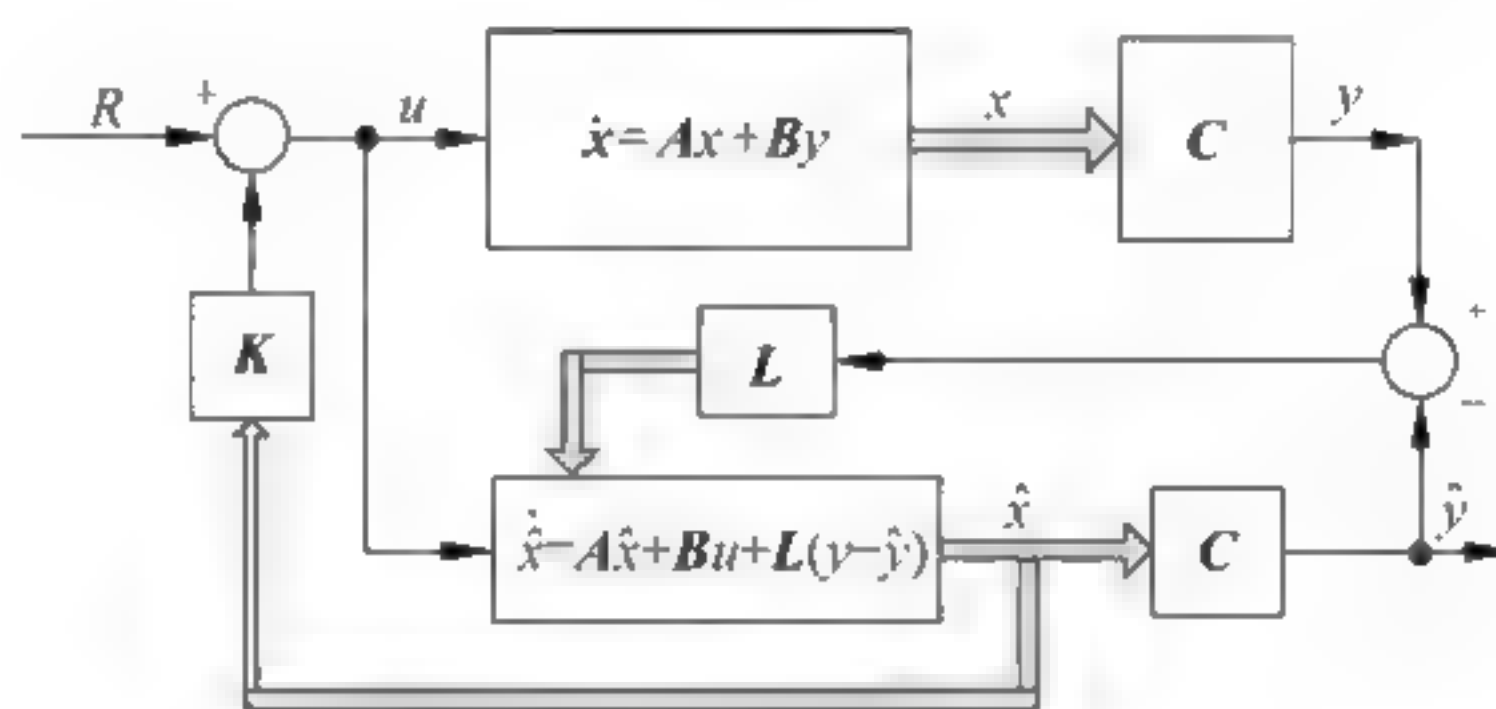 R
+
u
ẋ = Ax + By
x
C
y
K
L
+
−
x̂̇ = Ax̂ + Bu + L(y − ŷ)
x̂
C
ŷ